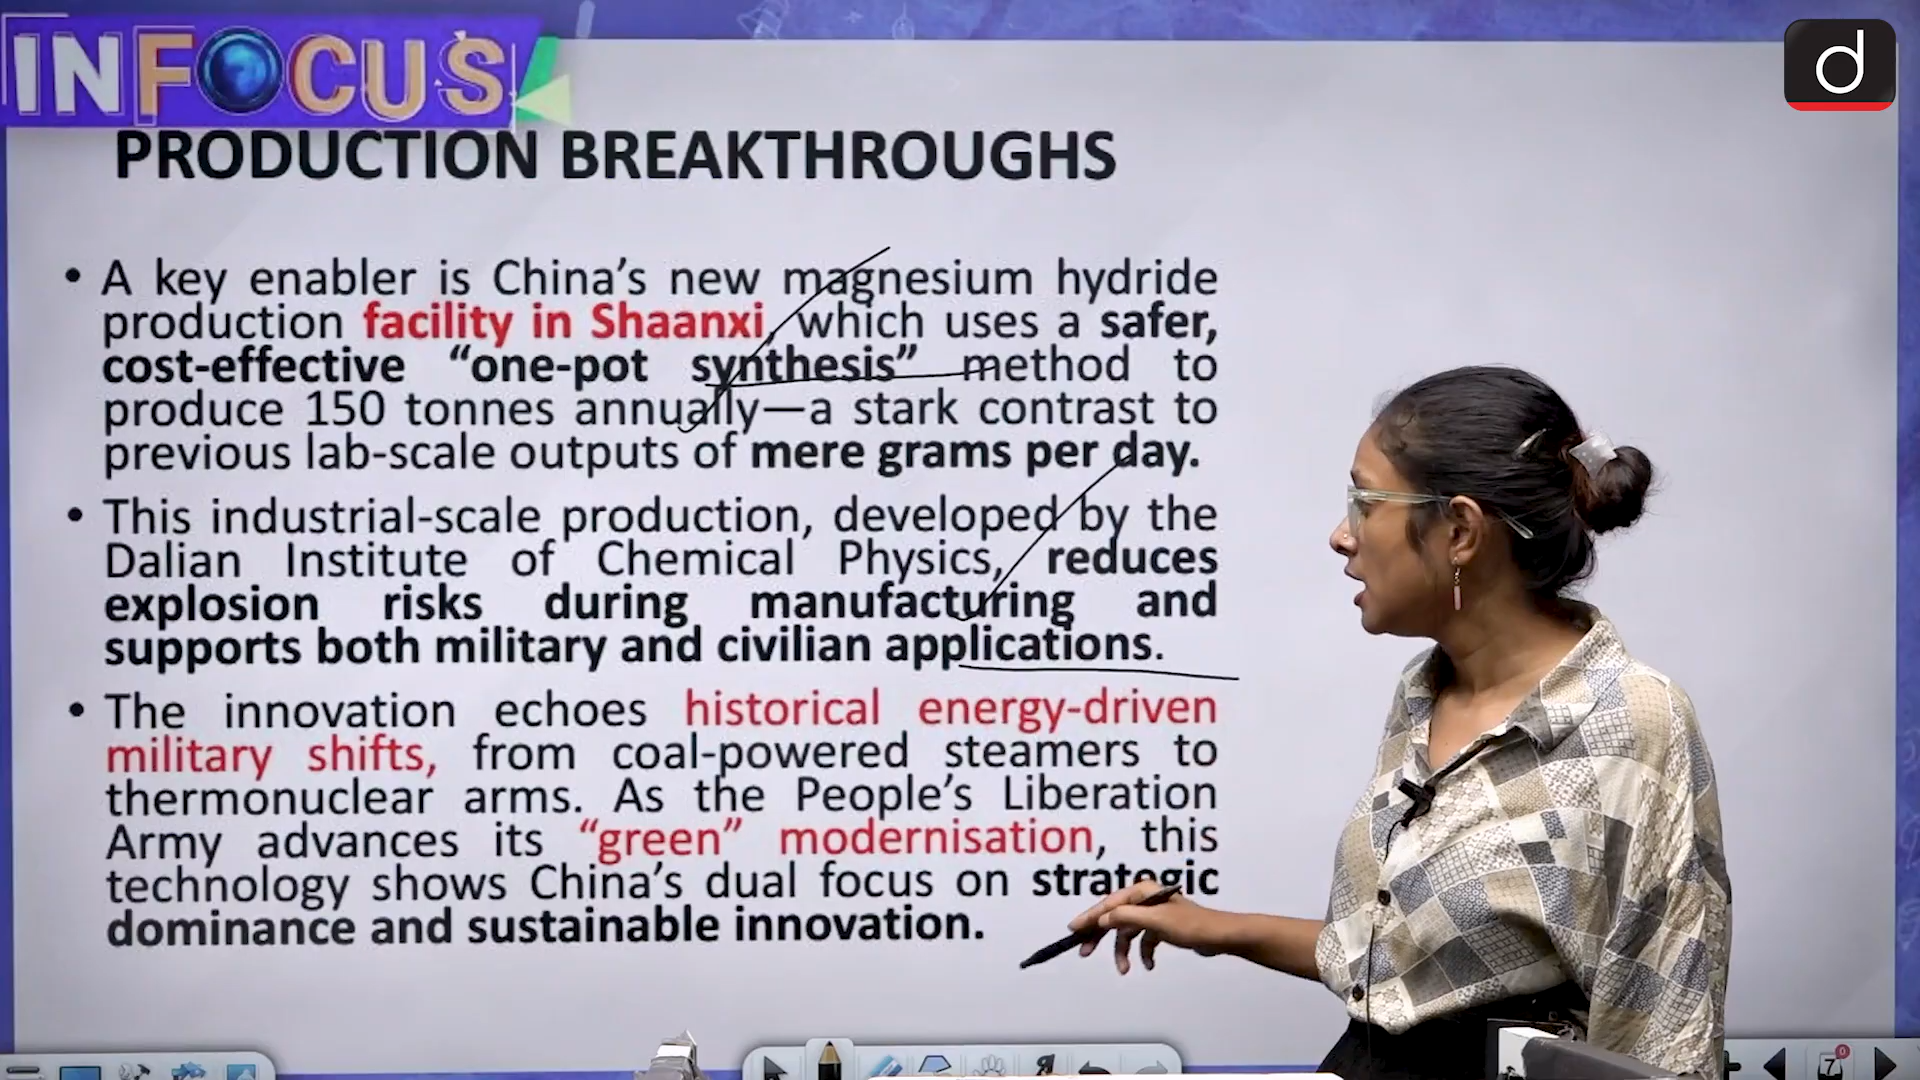 INFOCUS
d
PRODUCTION BREAKTHROUGHS
• A key enabler is China’s new magnesium hydride
production facility in Shaanxi, which uses a safer,
cost-effective “one-pot synthesis” method to
produce 150 tonnes annually—a stark contrast to
previous lab-scale outputs of mere grams per day.
• This industrial-scale production, developed by the
Dalian Institute of Chemical Physics, reduces
explosion risks during manufacturing and
supports both military and civilian applications.
• The innovation echoes historical energy-driven
military shifts, from coal-powered steamers to
thermonuclear arms. As the People’s Liberation
Army advances its “green” modernisation, this
technology shows China’s dual focus on strategic
dominance and sustainable innovation.
7
0